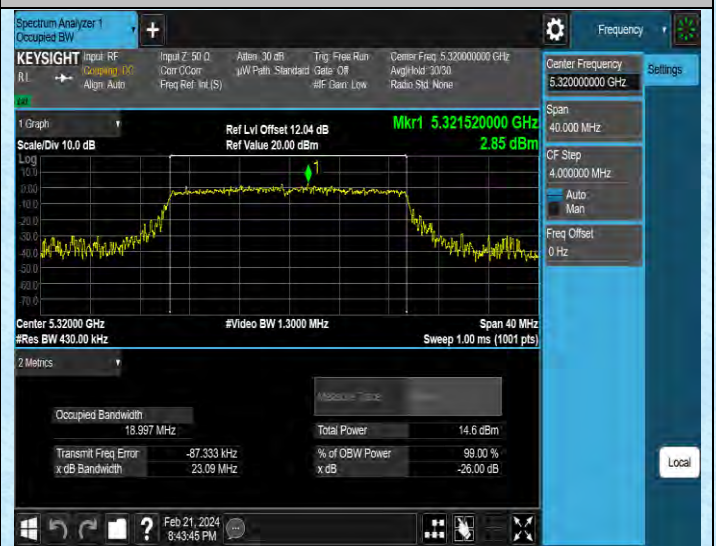 Spectrum Analyzer 1
Occupied BW
Frequency
KEYSIGHT Input: RF Input Z: 50 Ω Atten: 30 dB Trig: Free Run Center Freq: 5.320000000 GHz
RL Coupling: DC Corr CCorr µW Path: Standard Gate: Off Avg|Hold: 30/30
Align: Auto Freq Ref: Int (S) #IF Gain: Low Radio Std: None
1 Graph
Scale/Div 10.0 dB
Ref Lvl Offset 12.04 dB
Ref Value 20.00 dBm
Mkr1 5.321520000 GHz
2.85 dBm
Log
10.0
0.00
-10.0
-20.0
-30.0
-40.0
-50.0
-60.0
-70.0
1
Center 5.32000 GHz #Video BW 1.3000 MHz Span 40 MHz
#Res BW 430.00 kHz Sweep 1.00 ms (1001 pts)
2 Metrics
Measure Trace
Occupied Bandwidth
18.997 MHz
Total Power 14.6 dBm
Transmit Freq Error -87.333 kHz % of OBW Power 99.00 %
x dB Bandwidth 23.09 MHz x dB -26.00 dB
Center Frequency
5.320000000 GHz
Settings
Span
40.000 MHz
CF Step
4.000000 MHz
Auto
Man
Freq Offset
0 Hz
Local
Feb 21, 2024
8:43:45 PM